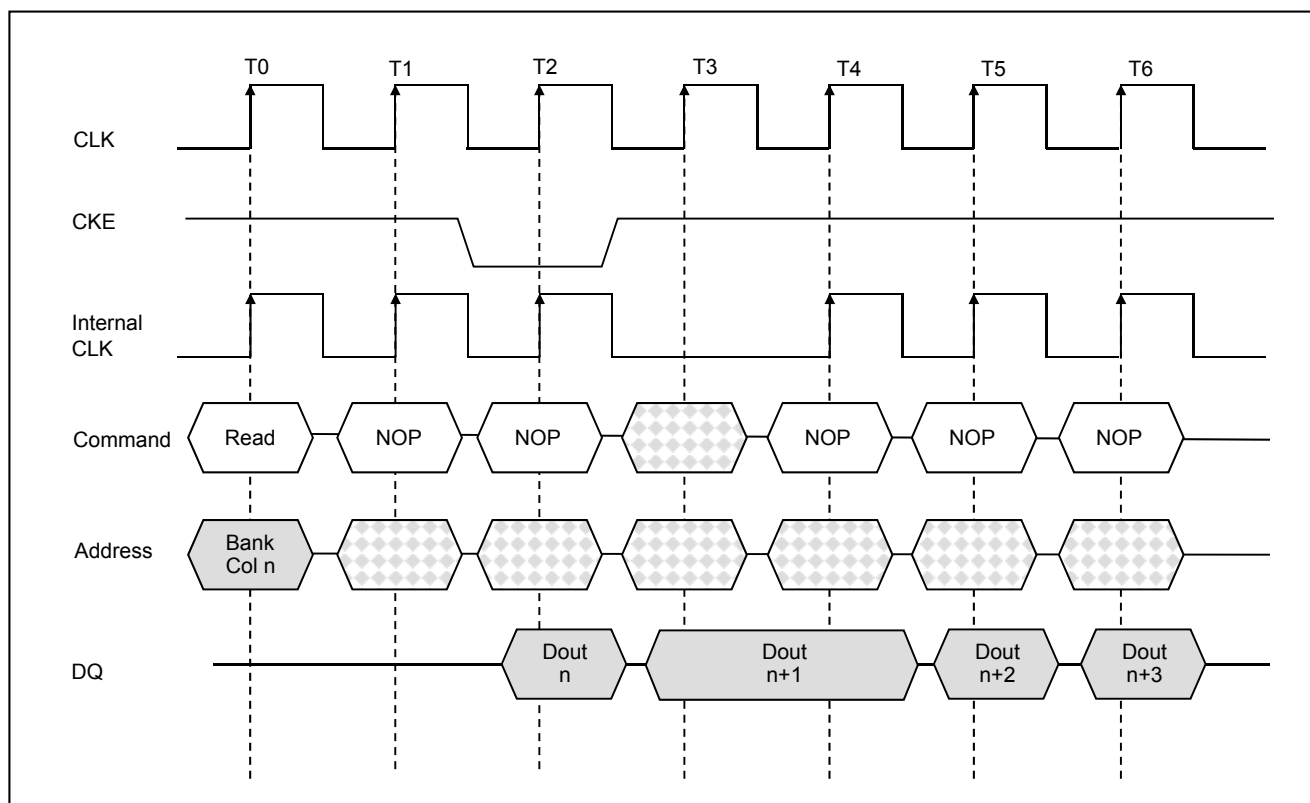 T0 T1 T2 T3 T4 T5 T6
CLK
CKE
Internal
CLK
Command Read NOP NOP NOP NOP NOP
Address Bank
Col n
DQ Dout
n Dout
n+1 Dout
n+2 Dout
n+3